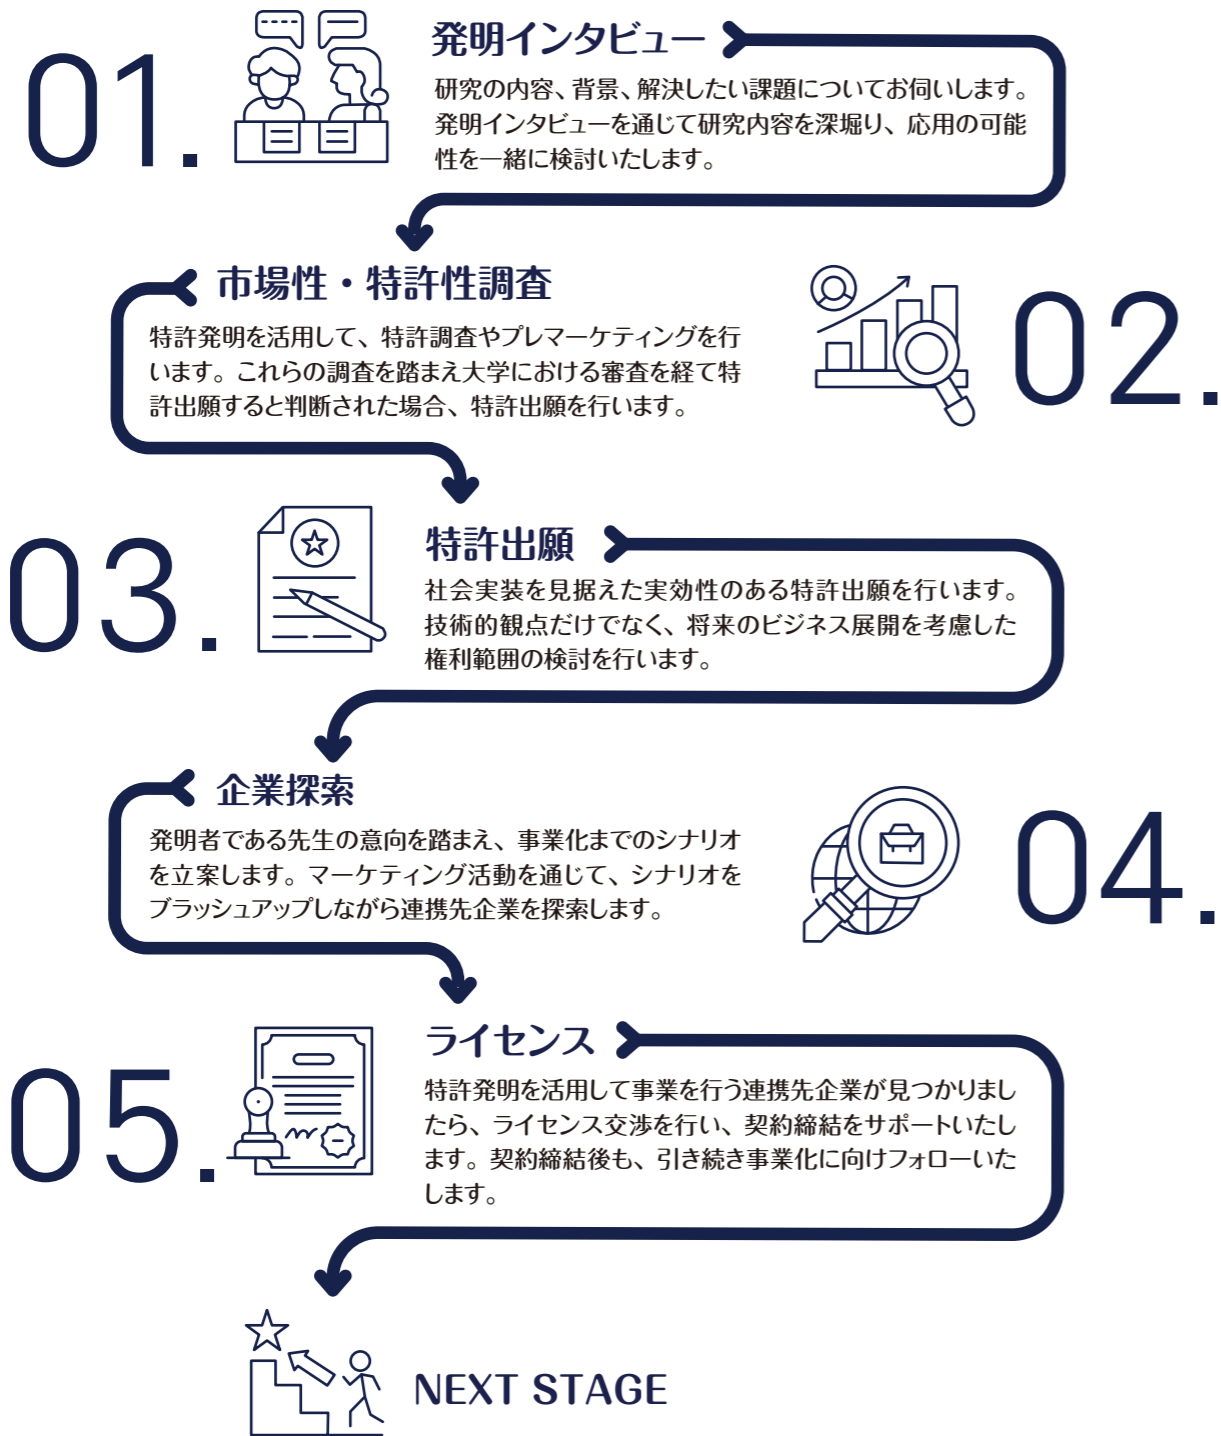 01.
発明インタビュー
研究の内容、背景、解決したい課題についてお伺いします。
発明インタビューを通じて研究内容を深堀り、応用の可能
性を一緒に検討いたします。
市場性・特許性調査
特許発明を活用して、特許調査やプレマーケティングを行
います。これらの調査を踏まえ大学における審査を経て特
許出願すると判断された場合、特許出願を行います。
02.
03.
特許出願
社会実装を見据えた実効性のある特許出願を行います。
技術的観点だけでなく、将来のビジネス展開を考慮した
権利範囲の検討を行います。
企業探索
発明者である先生の意向を踏まえ、事業化までのシナリオ
を立案します。マーケティング活動を通じて、シナリオを
ブラッシュアップしながら連携先企業を探索します。
04.
05.
ライセンス
特許発明を活用して事業を行う連携先企業が見つかりまし
たら、ライセンス交渉を行い、契約締結をサポートいたし
ます。契約締結後も、引き続き事業化に向けフォローいた
します。
NEXT STAGE